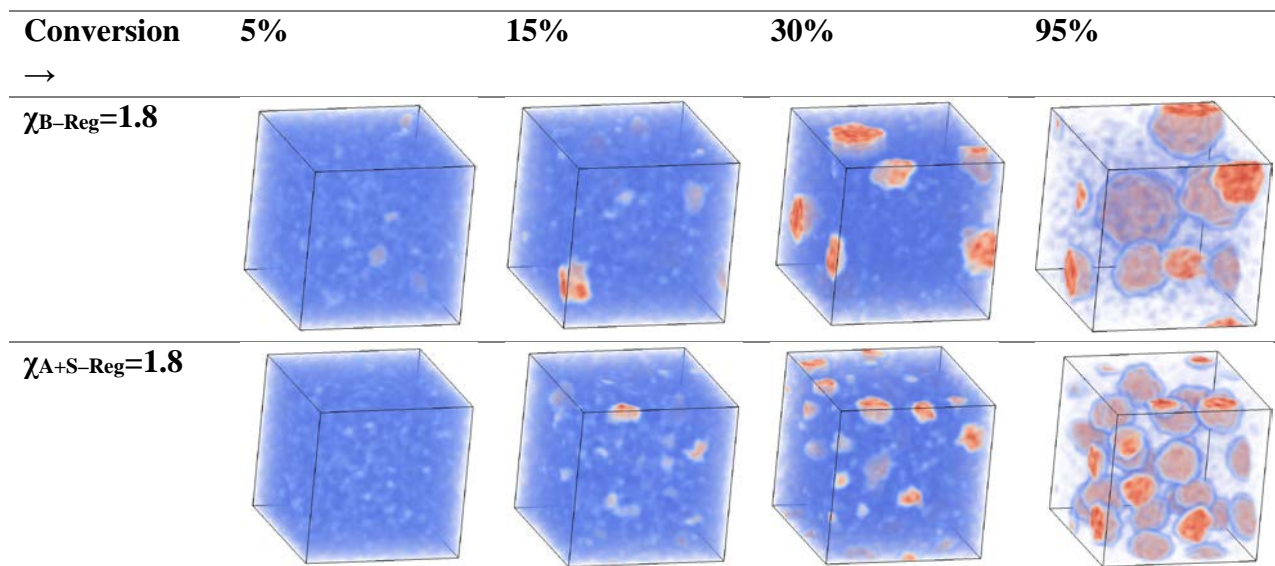 Conversion 5% 15% 30% 95%
→
χB–Reg=1.8
χA+S–Reg=1.8